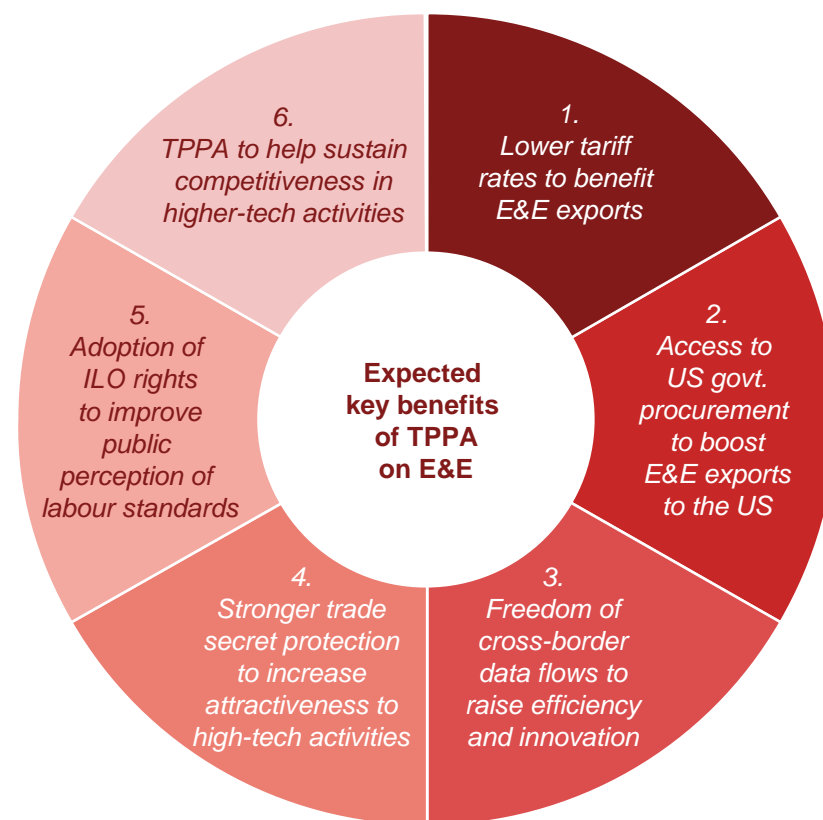 Expected
key benefits
of TPPA
on E&E
1.
Lower tariff
rates to benefit
E&E exports
2.
Access to
US govt.
procurement
to boost
E&E exports
to the US
3.
Freedom of
cross-border
data flows to
raise efficiency
and innovation
4.
Stronger trade
secret protection
to increase
attractiveness to
high-tech activities
5.
Adoption of
ILO rights
to improve
public
perception of
labour standards
6.
TPPA to help sustain
competitiveness in
higher-tech activities